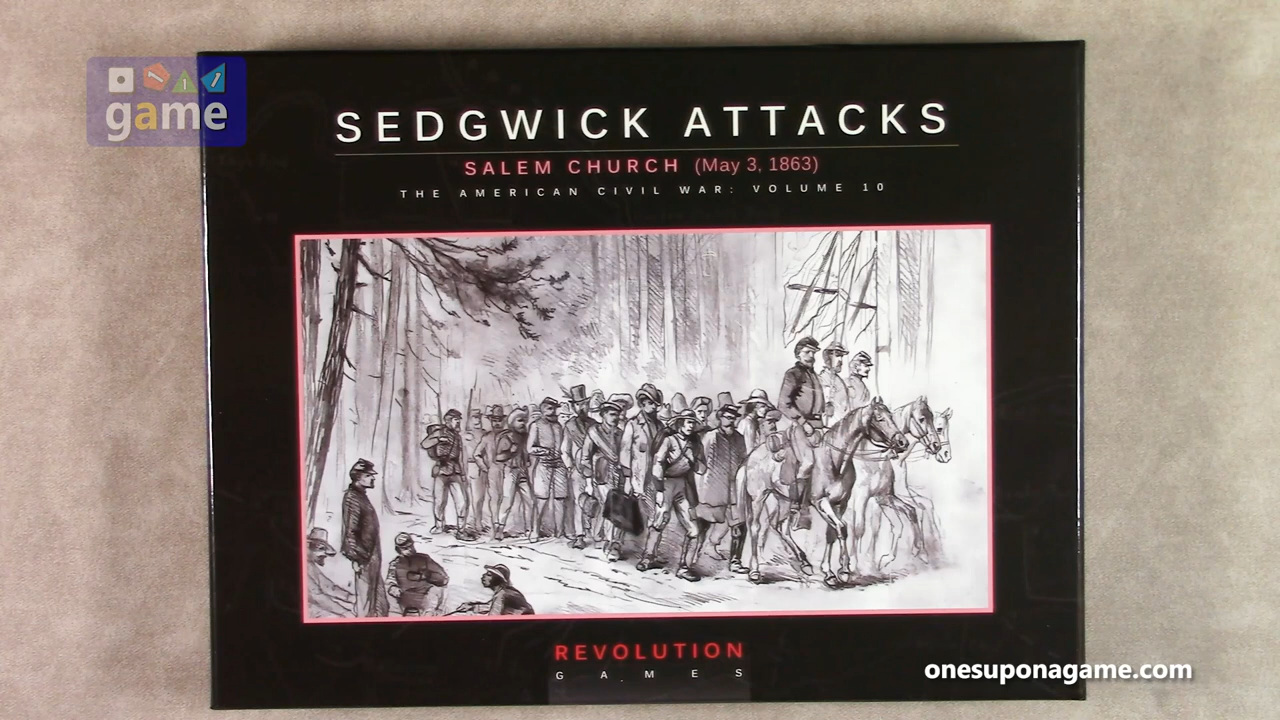 game
SEDGWICK ATTACKS
SALEM CHURCH (May 3, 1863)
THE AMERICAN CIVIL WAR: VOLUME 10
REVOLUTION
GAMES
onesuponagame.com